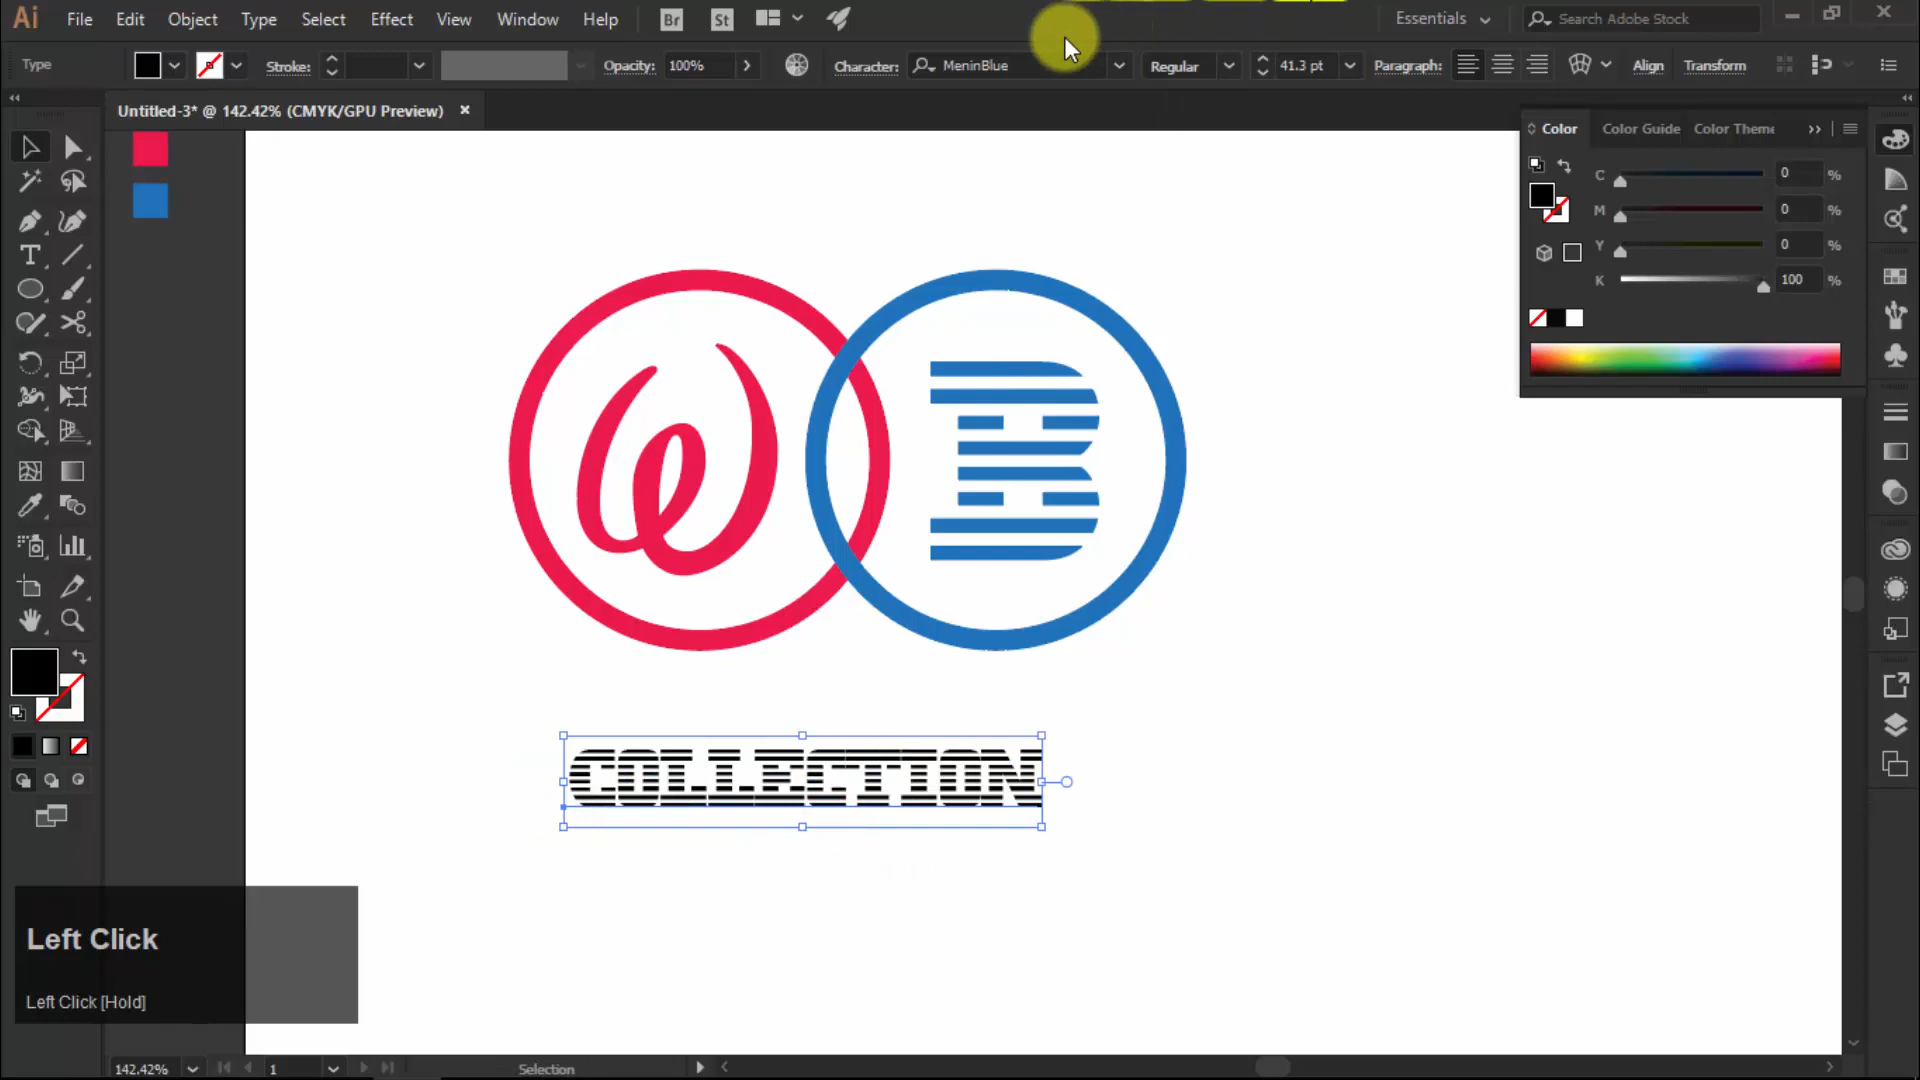 Ai File Edit Object Type Select Effect View Window Help Br St Essentials Search Adobe Stock
Type Stroke: Opacity: 100% Character: MeninBlue Regular 41.3 pt Paragraph: Align Transform
Untitled-3* @ 142.42% (CMYK/GPU Preview) ×
Color Color Guide Color Theme
C 0 %
M 0 %
Y 0 %
K 100 %
W B
COLLECTION
Left Click
Left Click [Hold]
142.42% 1 Selection